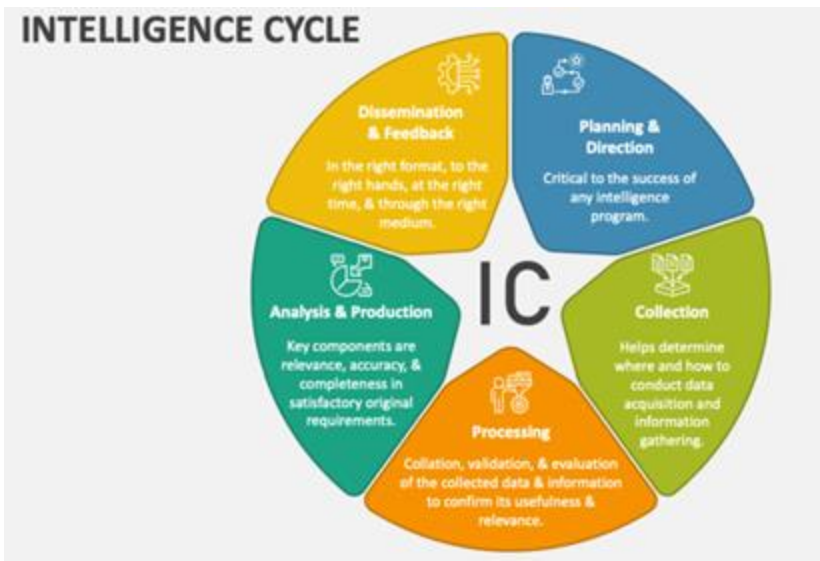 INTELLIGENCE CYCLE
Dissemination
& Feedback
In the right format, to the
right hands, at the right
time, & through the right
medium.
Planning &
Direction
Critical to the success of
any intelligence
program.
IC
Analysis & Production
Key components are
relevance, accuracy, &
completeness in
satisfactory original
requirements.
Collection
Helps determine
where and how to
conduct data
acquisition and
information
gathering.
Processing
Collation, validation, & evaluation
of the collected data & information
to confirm its usefulness &
relevance.